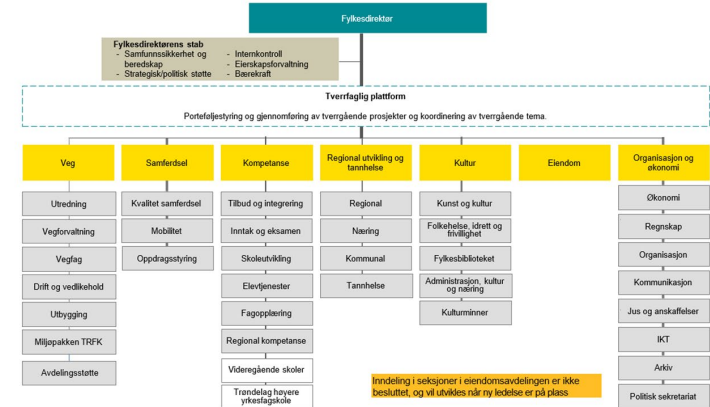 Fylkesdirektør
Fylkesdirektørens stab
- Samfunnssikkerhet og
beredskap
- Strategisk/politisk støtte
- Internkontroll
- Eierskapsforvaltning
- Bærekraft
Tverrfaglig plattform
Porteføljestyring og gjennomføring av tverrgående prosjekter og koordinering av tverrgående tema.
Veg
Utredning
Vegforvaltning
Vegfag
Drift og vedlikehold
Utbygging
Miljøpakken TRFK
Avdelingsstøtte
Samferdsel
Kvalitet samferdsel
Mobilitet
Oppdragsstyring
Kompetanse
Tilbud og integrering
Inntak og eksamen
Skoleutvikling
Elevtjenester
Fagopplæring
Regional kompetanse
Videregående skoler
Trøndelag høyere
yrkesfagskole
Regional utvikling og
tannhelse
Regional
Næring
Kommunal
Tannhelse
Kultur
Kunst og kultur
Folkehelse, idrett og
frivillighet
Fylkesbiblioteket
Administrasjon, kultur
og næring
Kulturminner
Eiendom
Organisasjon og
økonomi
Økonomi
Regnskap
Organisasjon
Kommunikasjon
Jus og anskaffelser
IKT
Arkiv
Politisk sekretariat
Inndeling i seksjoner i eiendomsavdelingen er ikke
besluttet, og vil utvikles når ny ledelse er på plass